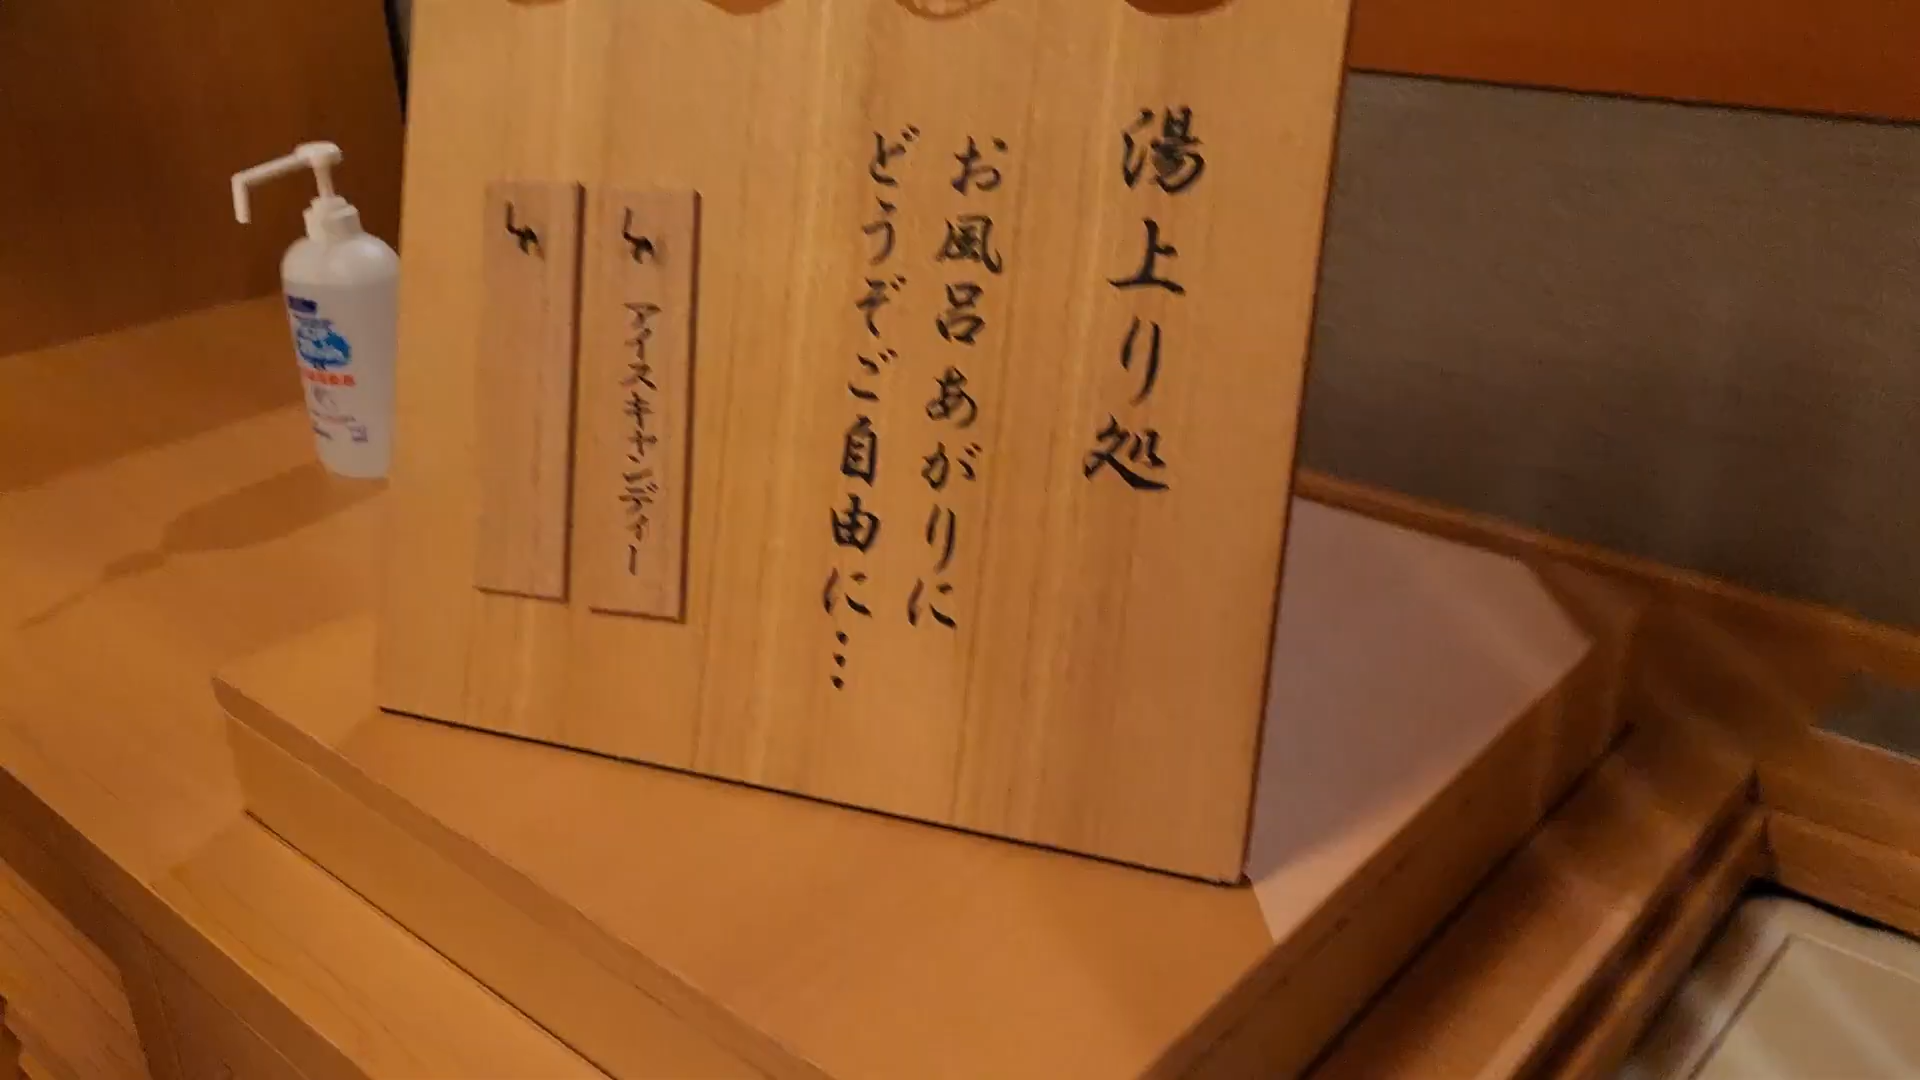 湯上り処
お風呂あがりに
どうぞご自由に…
アイスキャンディー